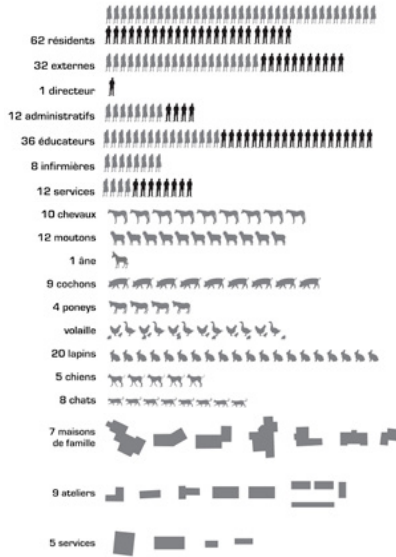 62 résidents
32 externes
1 directeur
12 administratifs
36 éducateurs
8 infirmières
12 services
10 chevaux
12 moutons
1 âne
9 cochons
4 poneys
volaille
20 lapins
5 chiens
8 chats
7 maisons
de famille
9 ateliers
5 services